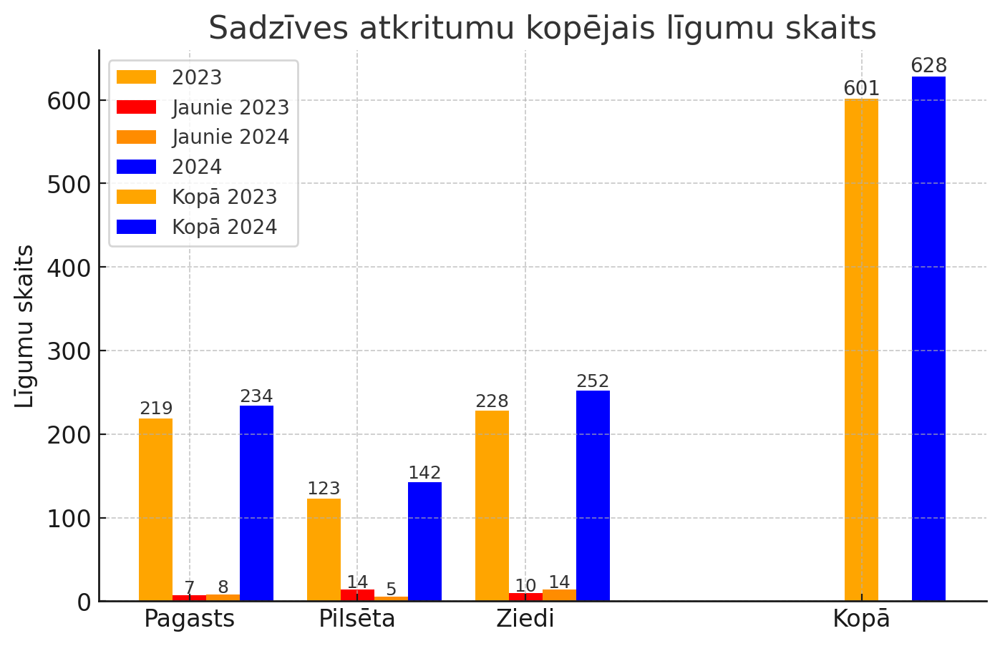 Sadzīves atkritumu kopējais līgumu skaits
2023
Jaunie 2023
Jaunie 2024
2024
Kopā 2023
Kopā 2024
Līgumu skaits
600
500
400
300
200
100
0
219
7
8
234
123
14
5
142
228
10
14
252
601
628
Pagasts
Pilsēta
Ziedi
Kopā